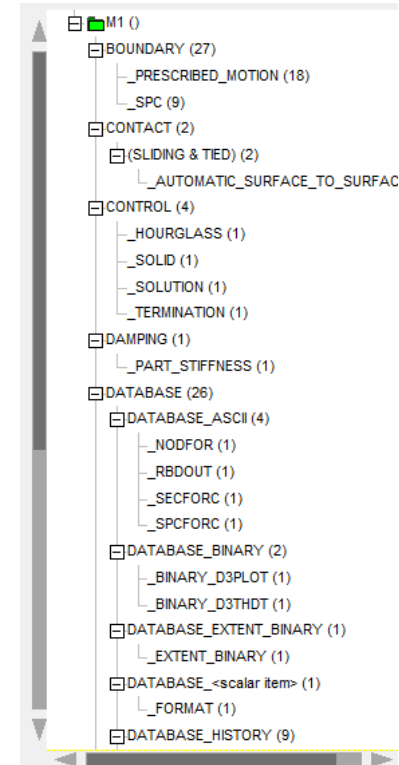 M1 ()
BOUNDARY (27)
_PRESCRIBED_MOTION (18)
_SPC (9)
CONTACT (2)
(SLIDING & TIED) (2)
_AUTOMATIC_SURFACE_TO_SURFAC
CONTROL (4)
_HOURGLASS (1)
_SOLID (1)
_SOLUTION (1)
_TERMINATION (1)
DAMPING (1)
_PART_STIFFNESS (1)
DATABASE (26)
DATABASE_ASCII (4)
_NODFOR (1)
_RBDOUT (1)
_SECFORC (1)
_SPCFORC (1)
DATABASE_BINARY (2)
_BINARY_D3PLOT (1)
_BINARY_D3THDT (1)
DATABASE_EXTENT_BINARY (1)
_EXTENT_BINARY (1)
DATABASE_<scalar item> (1)
_FORMAT (1)
DATABASE_HISTORY (9)